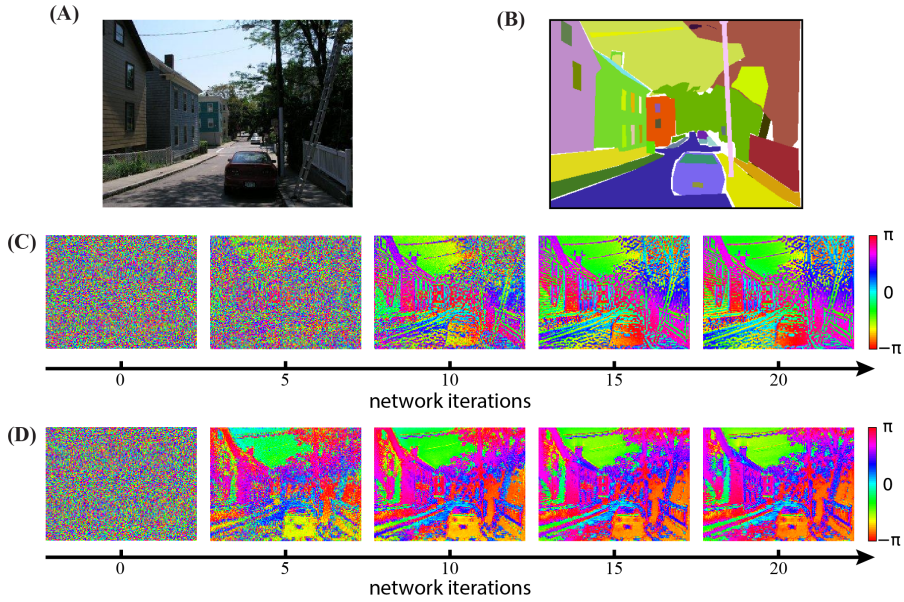 (A)
(B)
(C)
π
0
−π
0
5
10
15
20
network iterations
(D)
π
0
−π
0
5
10
15
20
network iterations